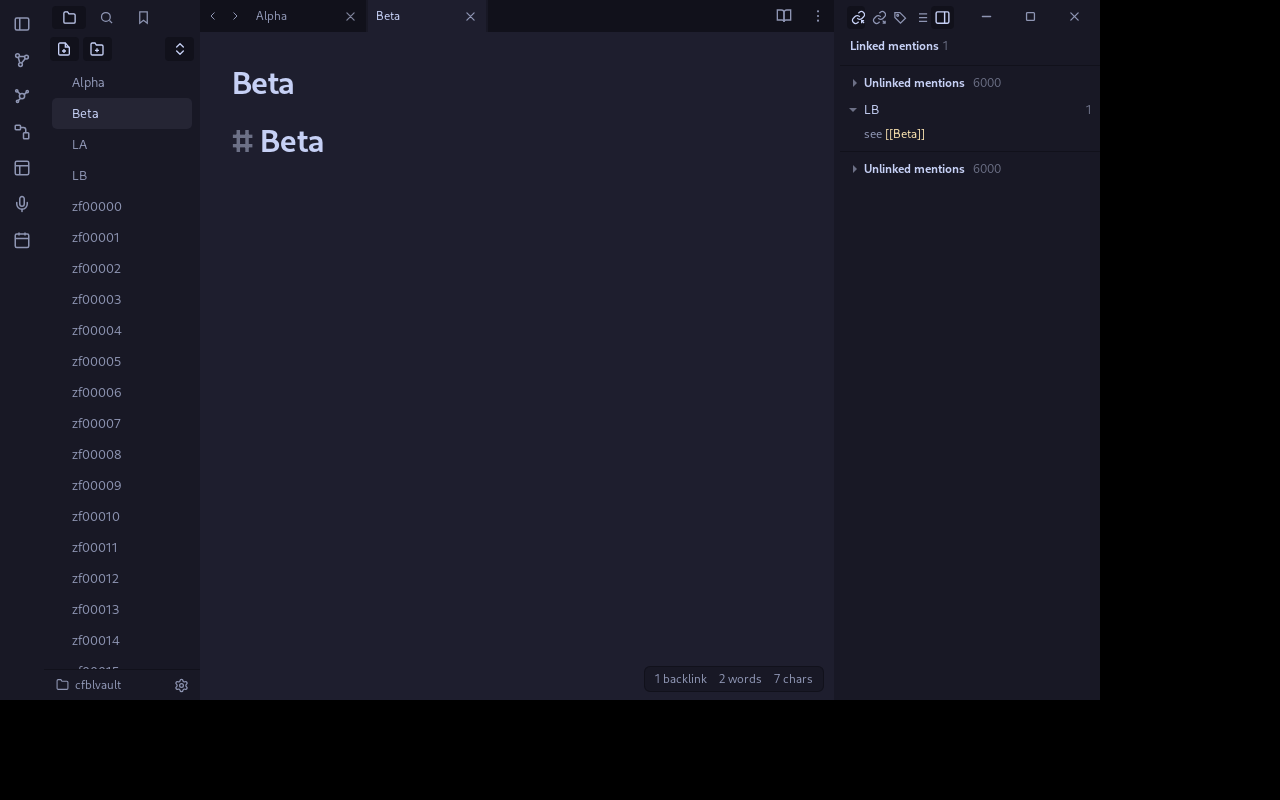 Alpha
Beta
Alpha
Beta
LA
LB
zf00000
zf00001
zf00002
zf00003
zf00004
zf00005
zf00006
zf00007
zf00008
zf00009
zf00010
zf00011
zf00012
zf00013
zf00014
cfblvault
Beta
# Beta
1 backlink 2 words 7 chars
Linked mentions 1
Unlinked mentions 6000
LB 1
see [[Beta]]
Unlinked mentions 6000